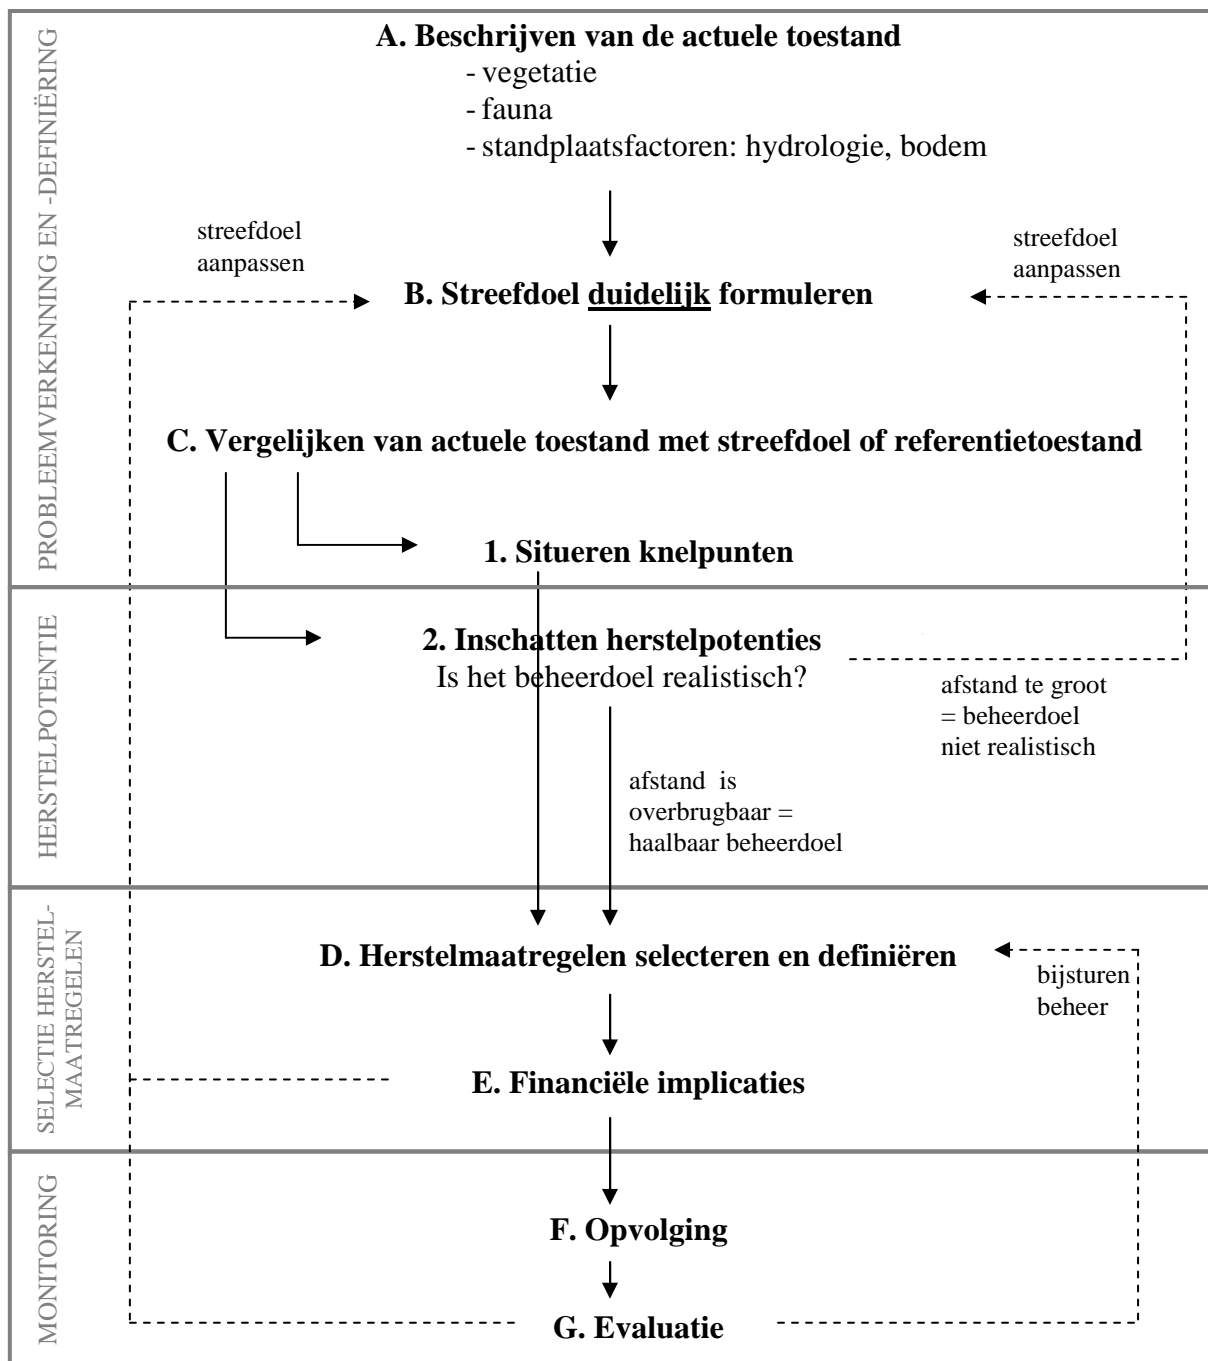 PROBLEEMVERKENNING EN -DEFINIËRING
A. Beschrijven van de actuele toestand
- vegetatie
- fauna
- standplaatsfactoren: hydrologie, bodem
streefdoel
aanpassen
streefdoel
aanpassen
B. Streefdoel duidelijk formuleren
C. Vergelijken van actuele toestand met streefdoel of referentietoestand
1. Situeren knelpunten
HERSTELPOTENTIE
2. Inschatten herstelpotenties
Is het beheerdoel realistisch?
afstand te groot
= beheerdoel
niet realistisch
afstand is
overbrugbaar =
haalbaar beheerdoel
SELECTIE HERSTEL-
MAATREGELEN
D. Herstelmaatregelen selecteren en definiëren
bijsturen
beheer
E. Financiële implicaties
MONITORING
F. Opvolging
G. Evaluatie